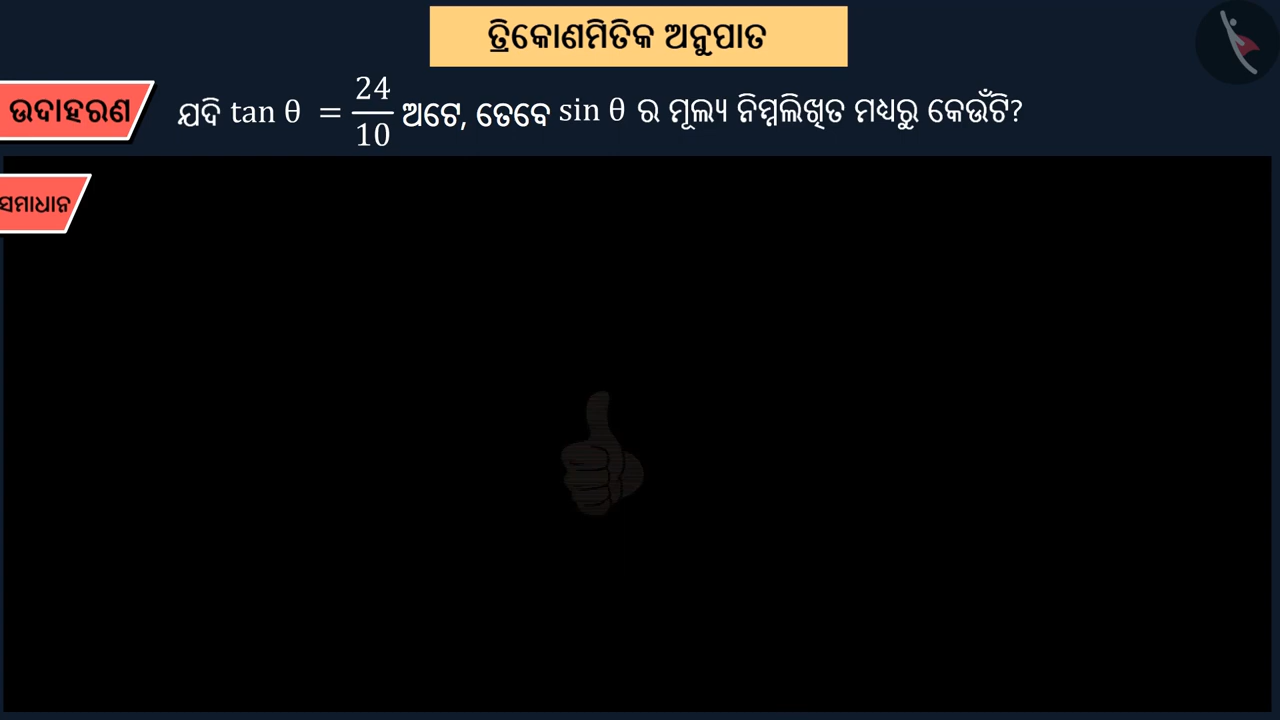 ତ୍ରିକୋଣମିତିକ ଅନୁପାତ
ଉଦାହରଣ
ଯଦି tan θ = 24/10 ଅଟେ, ତେବେ sin θ ର ମୂଲ୍ୟ ନିମ୍ନଲିଖିତ ମଧ୍ୟରୁ କେଉଁଟି?
ସମାଧାନ